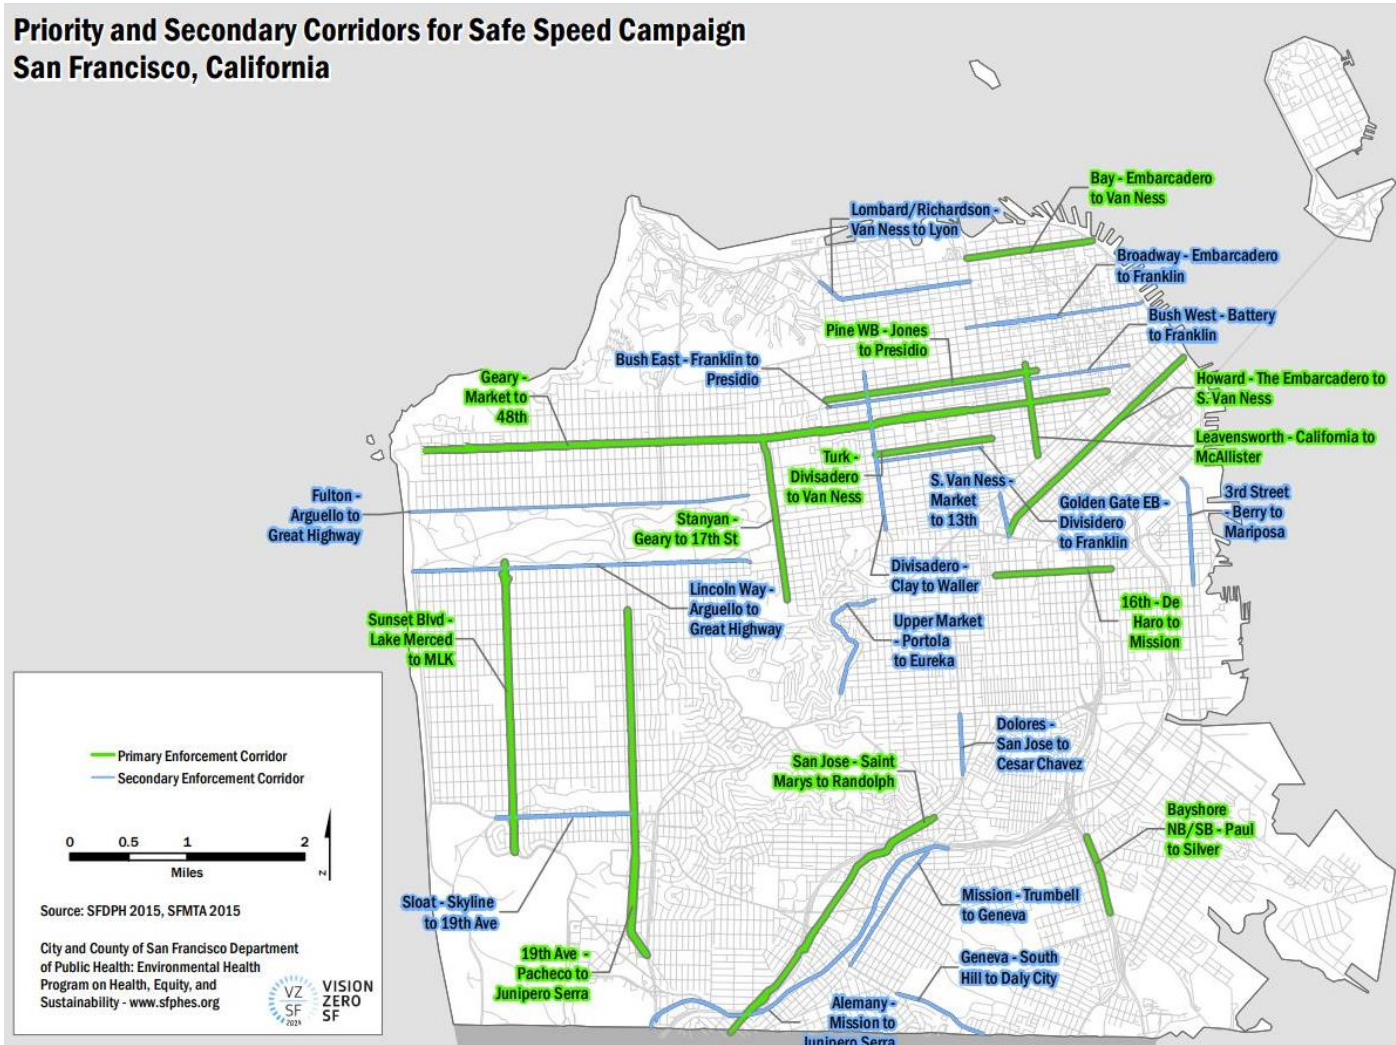 Priority and Secondary Corridors for Safe Speed Campaign
San Francisco, California
Bay - Embarcadero
to Van Ness
Lombard/Richardson -
Van Ness to Lyon
Broadway - Embarcadero
to Franklin
Bush West - Battery
to Franklin
Pine WB - Jones
to Presidio
Bush East - Franklin to
Presidio
Geary -
Market to
48th
Howard - The Embarcadero to
S. Van Ness
Leavensworth - California to
McAllister
Turk -
Divisadero
to Van Ness
S. Van Ness -
Market
to 13th
Golden Gate EB -
Divisidero
to Franklin
3rd Street
- Berry to
Mariposa
Fulton -
Arguello to
Great Highway
Stanyan -
Geary to 17th St
Divisadero -
Clay to Waller
Lincoln Way -
Arguello to
Great Highway
Upper Market
- Portola
to Eureka
16th - De
Haro to
Mission
Sunset Blvd -
Lake Merced
to MLK
Dolores -
San Jose to
Cesar Chavez
San Jose - Saint
Marys to Randolph
Bayshore
NB/SB - Paul
to Silver
Sloat - Skyline
to 19th Ave
Mission - Trumbell
to Geneva
19th Ave -
Pacheco to
Junipero Serra
Geneva - South
Hill to Daly City
Alemany -
Mission to
Junipero Serra
Primary Enforcement Corridor
Secondary Enforcement Corridor
0 0.5 1 2
Miles
N
Source: SFDPH 2015, SFMTA 2015
City and County of San Francisco Department
of Public Health: Environmental Health
Program on Health, Equity, and
Sustainability - www.sfphes.org
VZ
SF
2024
VISION
ZERO
SF